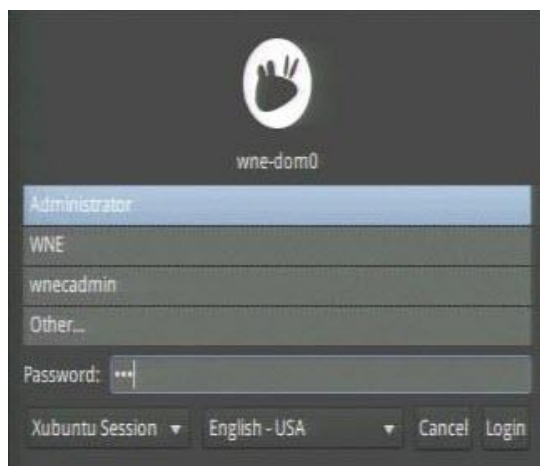 wne-dom0
Administrator
WNE
wnecadmin
Other...
Password: •••
Xubuntu Session English - USA Cancel Login